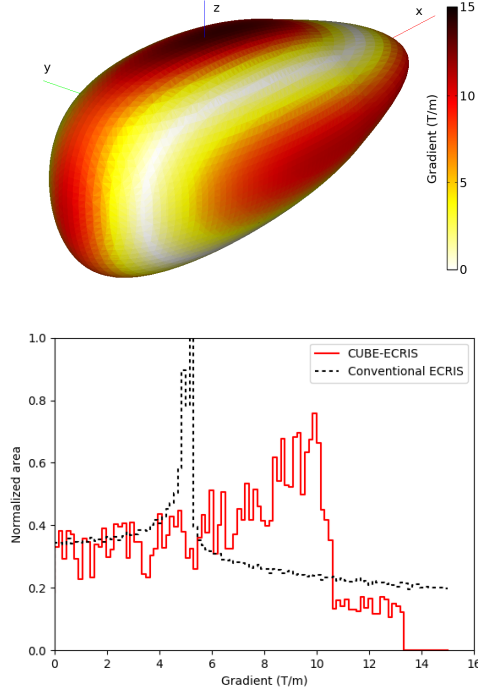 z
x
y
15
10
5
0
Gradient (T/m)
1.0
0.8
0.6
0.4
0.2
0.0
Normalized area
CUBE-ECRIS
Conventional ECRIS
0 2 4 6 8 10 12 14 16
Gradient (T/m)